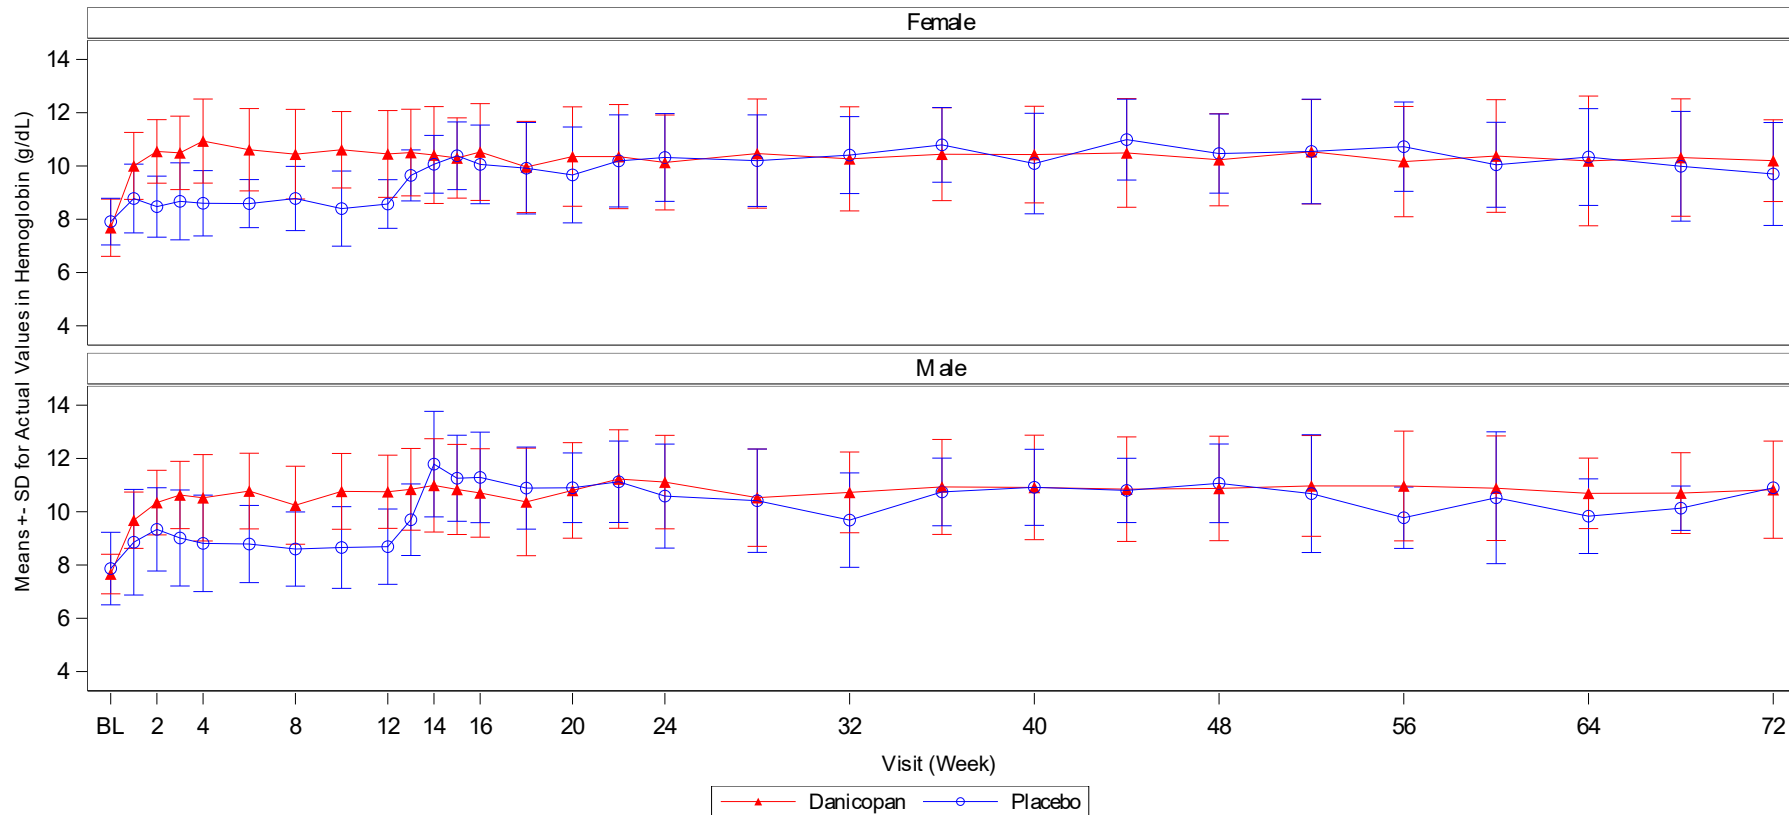 Female
Means +- SD for Actual Values in Hemoglobin (g/dL)
14
12
10
8
6
4
Male
14
12
10
8
6
4
BL 2 4 8 12 14 16 20 24 32 40 48 56 64 72
Visit (Week)
Danicopan Placebo